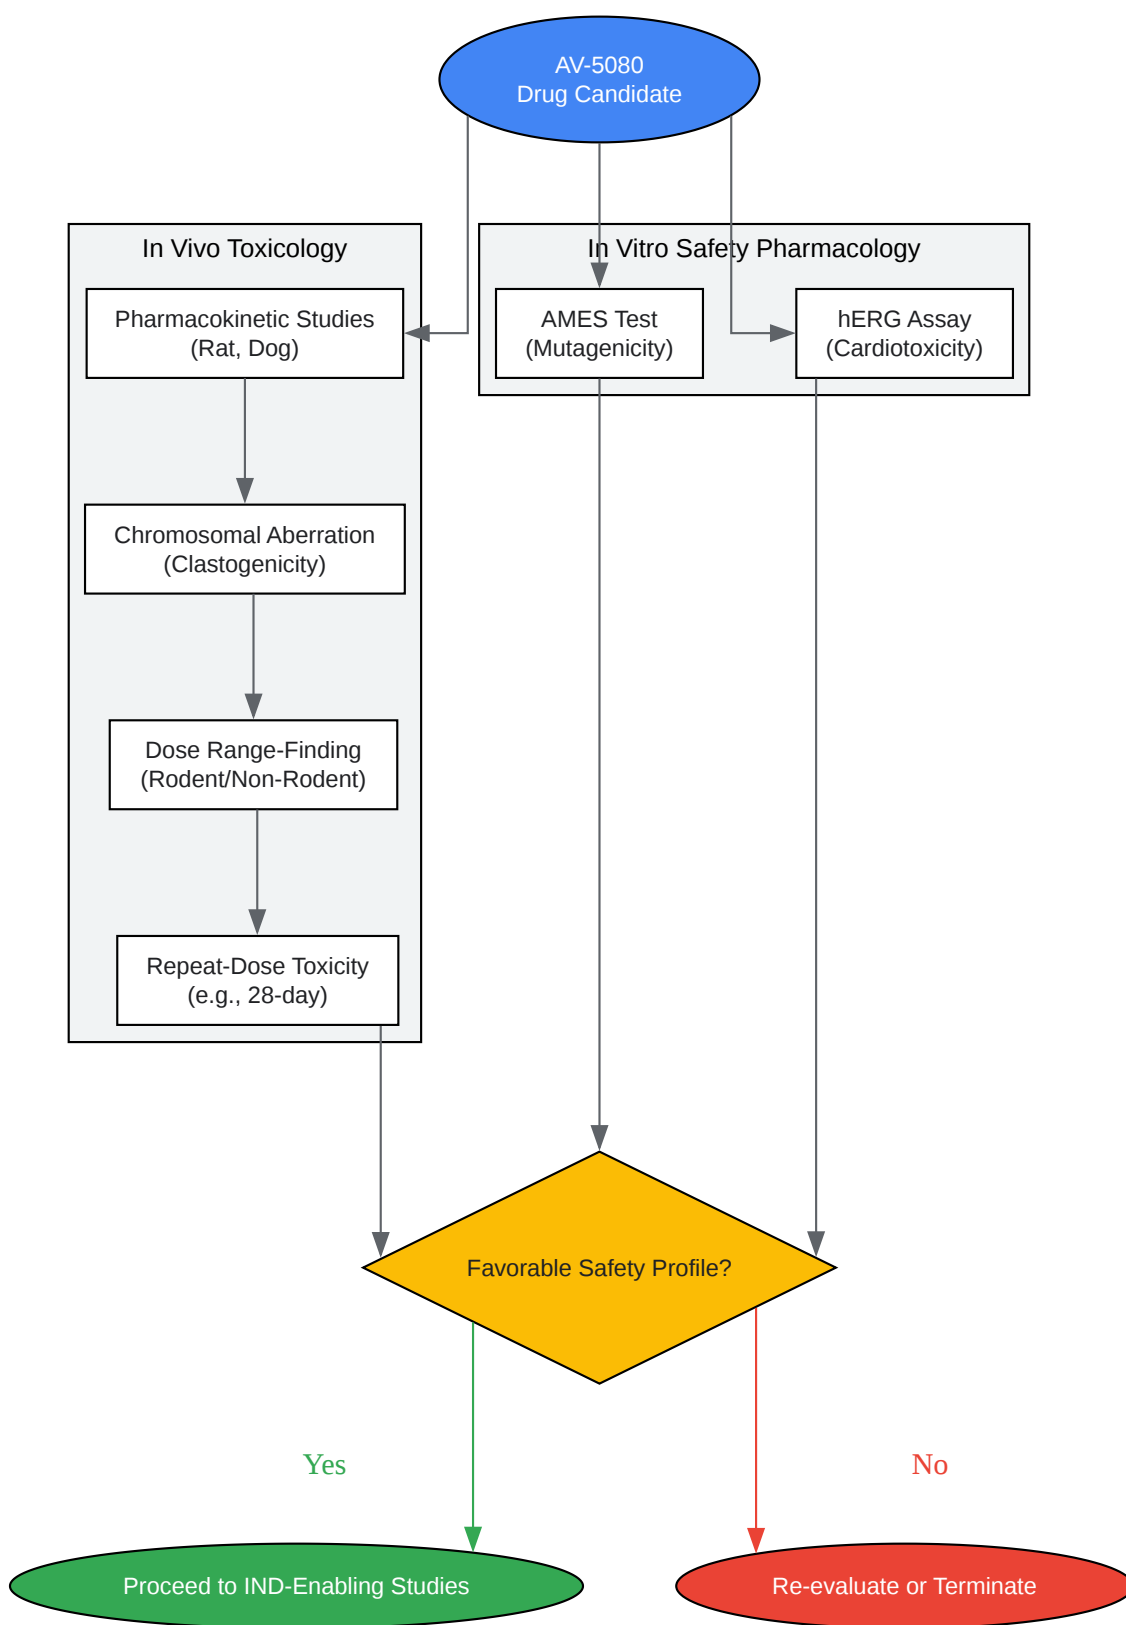 AV-5080
Drug Candidate
In Vivo Toxicology
In Vitro Safety Pharmacology
Pharmacokinetic Studies
(Rat, Dog)
AMES Test
(Mutagenicity)
hERG Assay
(Cardiotoxicity)
Chromosomal Aberration
(Clastogenicity)
Dose Range-Finding
(Rodent/Non-Rodent)
Repeat-Dose Toxicity
(e.g., 28-day)
Favorable Safety Profile?
Yes
No
Proceed to IND-Enabling Studies
Re-evaluate or Terminate